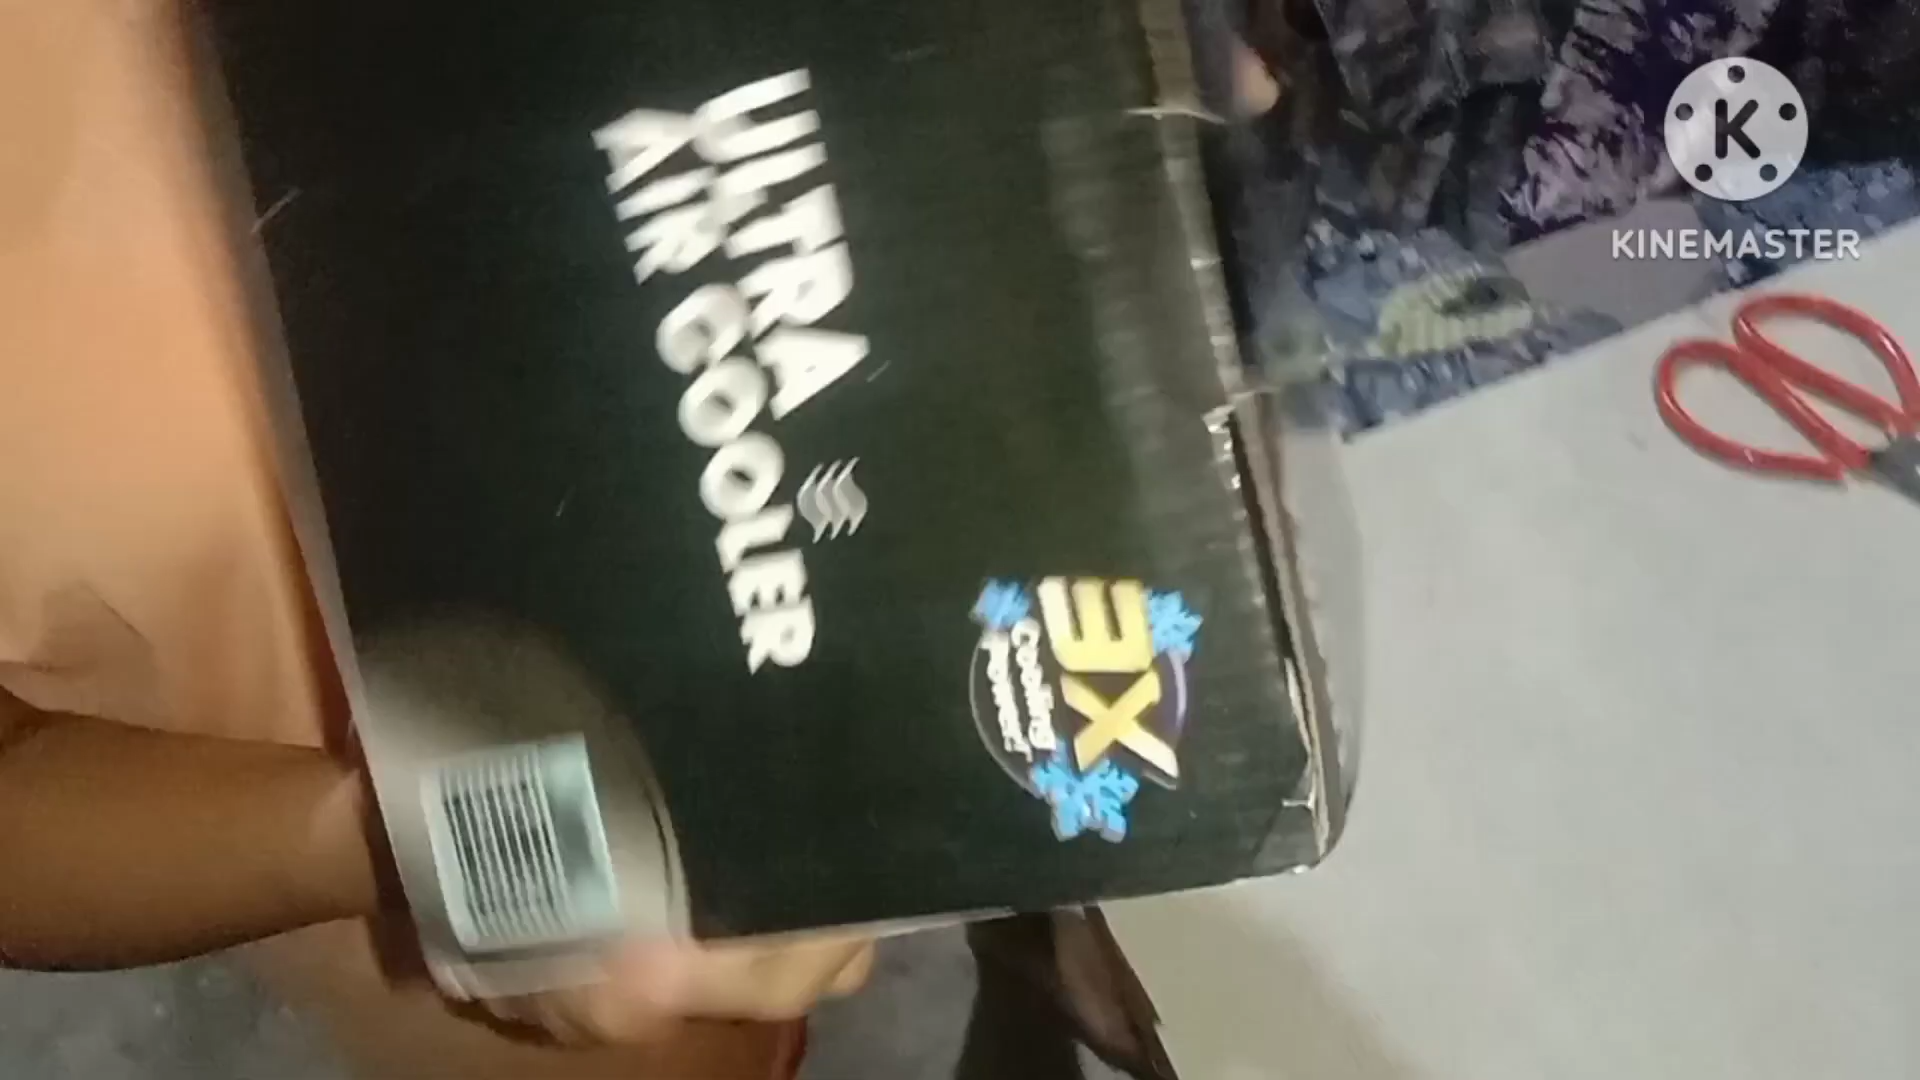 ULTRA
AIR COOLER
3X
Cooling
POWER
K
KINEMASTER